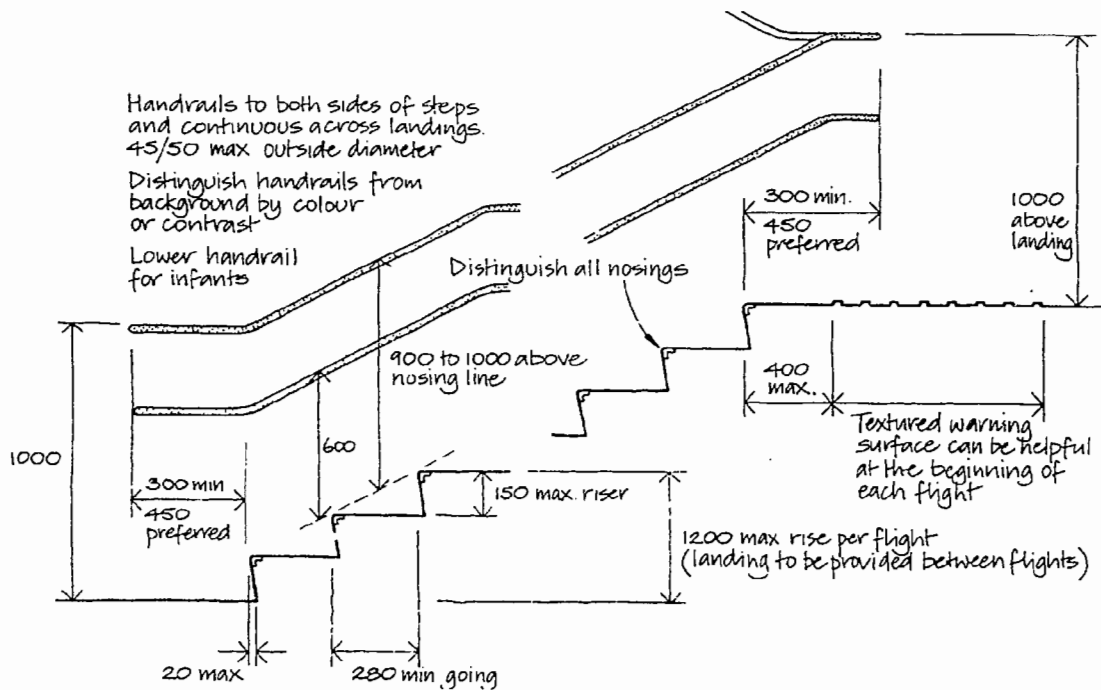 Handrails to both sides of steps
and continuous across landings.
45/50 max outside diameter
Distinguish handrails from
background by colour
or contrast
Lower handrail
for infants
300 min.
450
preferred
1000
above
landing
Distinguish all nosings
900 to 1000 above
nosing line
400
max.
Textured warning
surface can be helpful
at the beginning of
each flight
1000
600
300 min
450
preferred
150 max. riser
1200 max rise per flight
(landing to be provided between flights)
20 max
280 min going